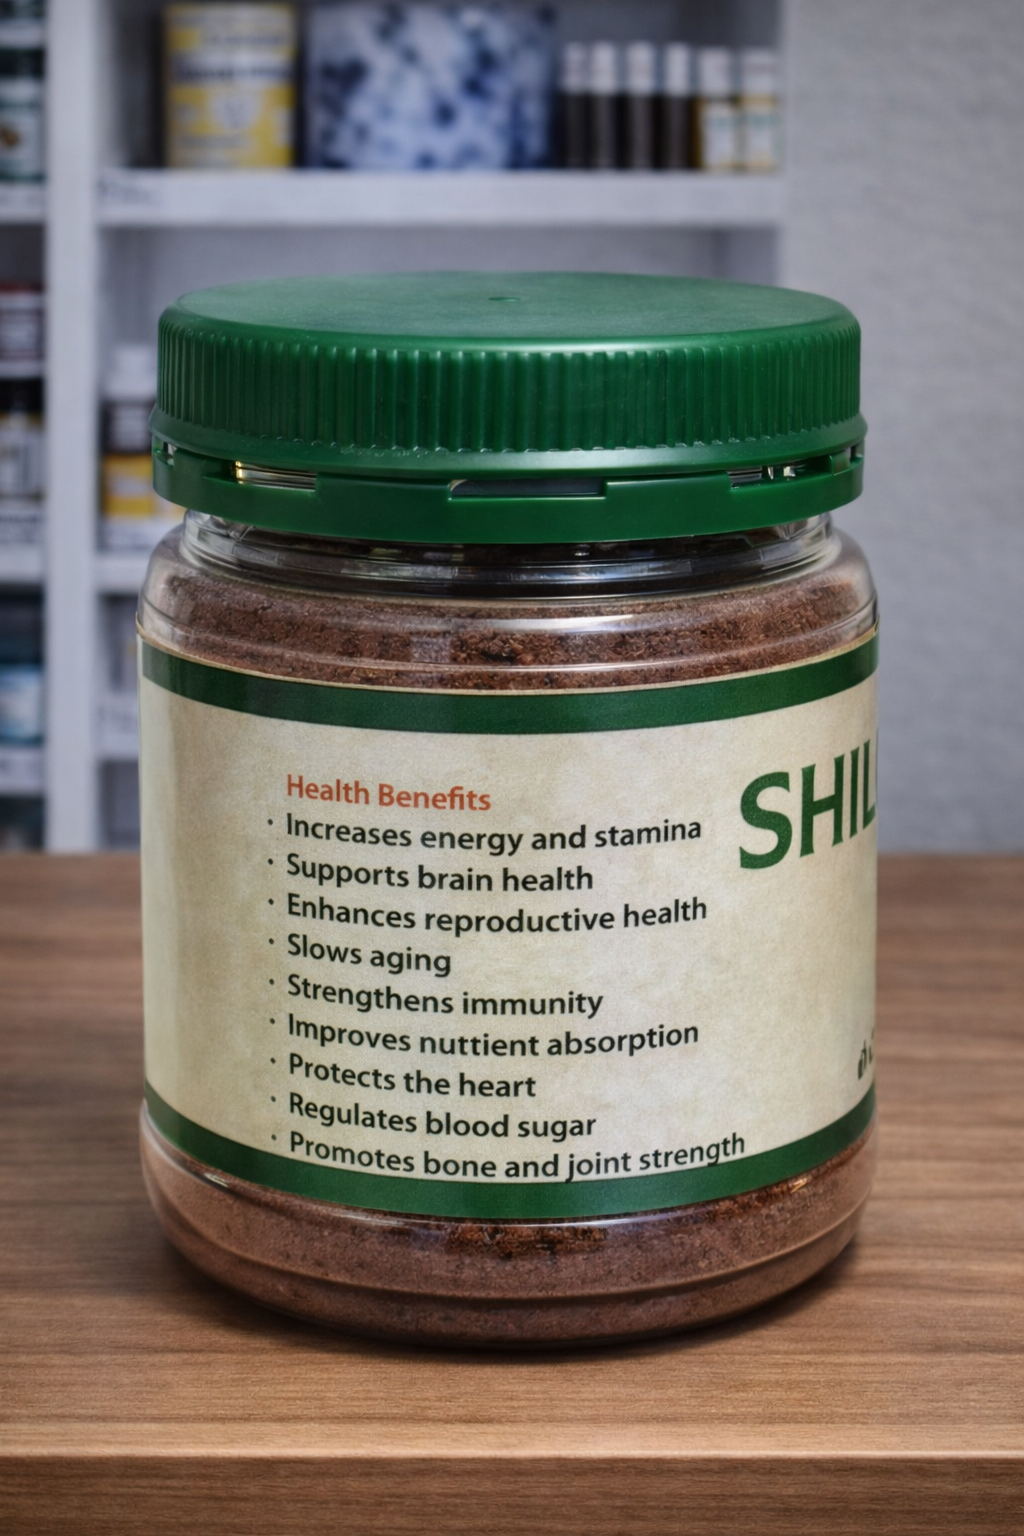 Health Benefits
· Increases energy and stamina
· Supports brain health
· Enhances reproductive health
· Slows aging
· Strengthens immunity
· Improves nuttient absorption
· Protects the heart
· Regulates blood sugar
· Promotes bone and joint strength
SHIL